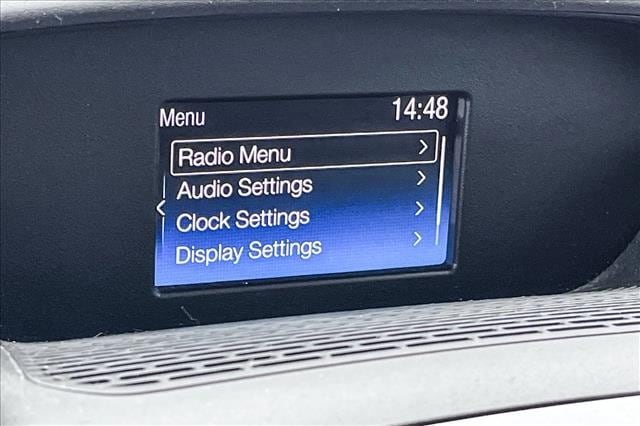 Menu 14:48
Radio Menu
Audio Settings
Clock Settings
Display Settings